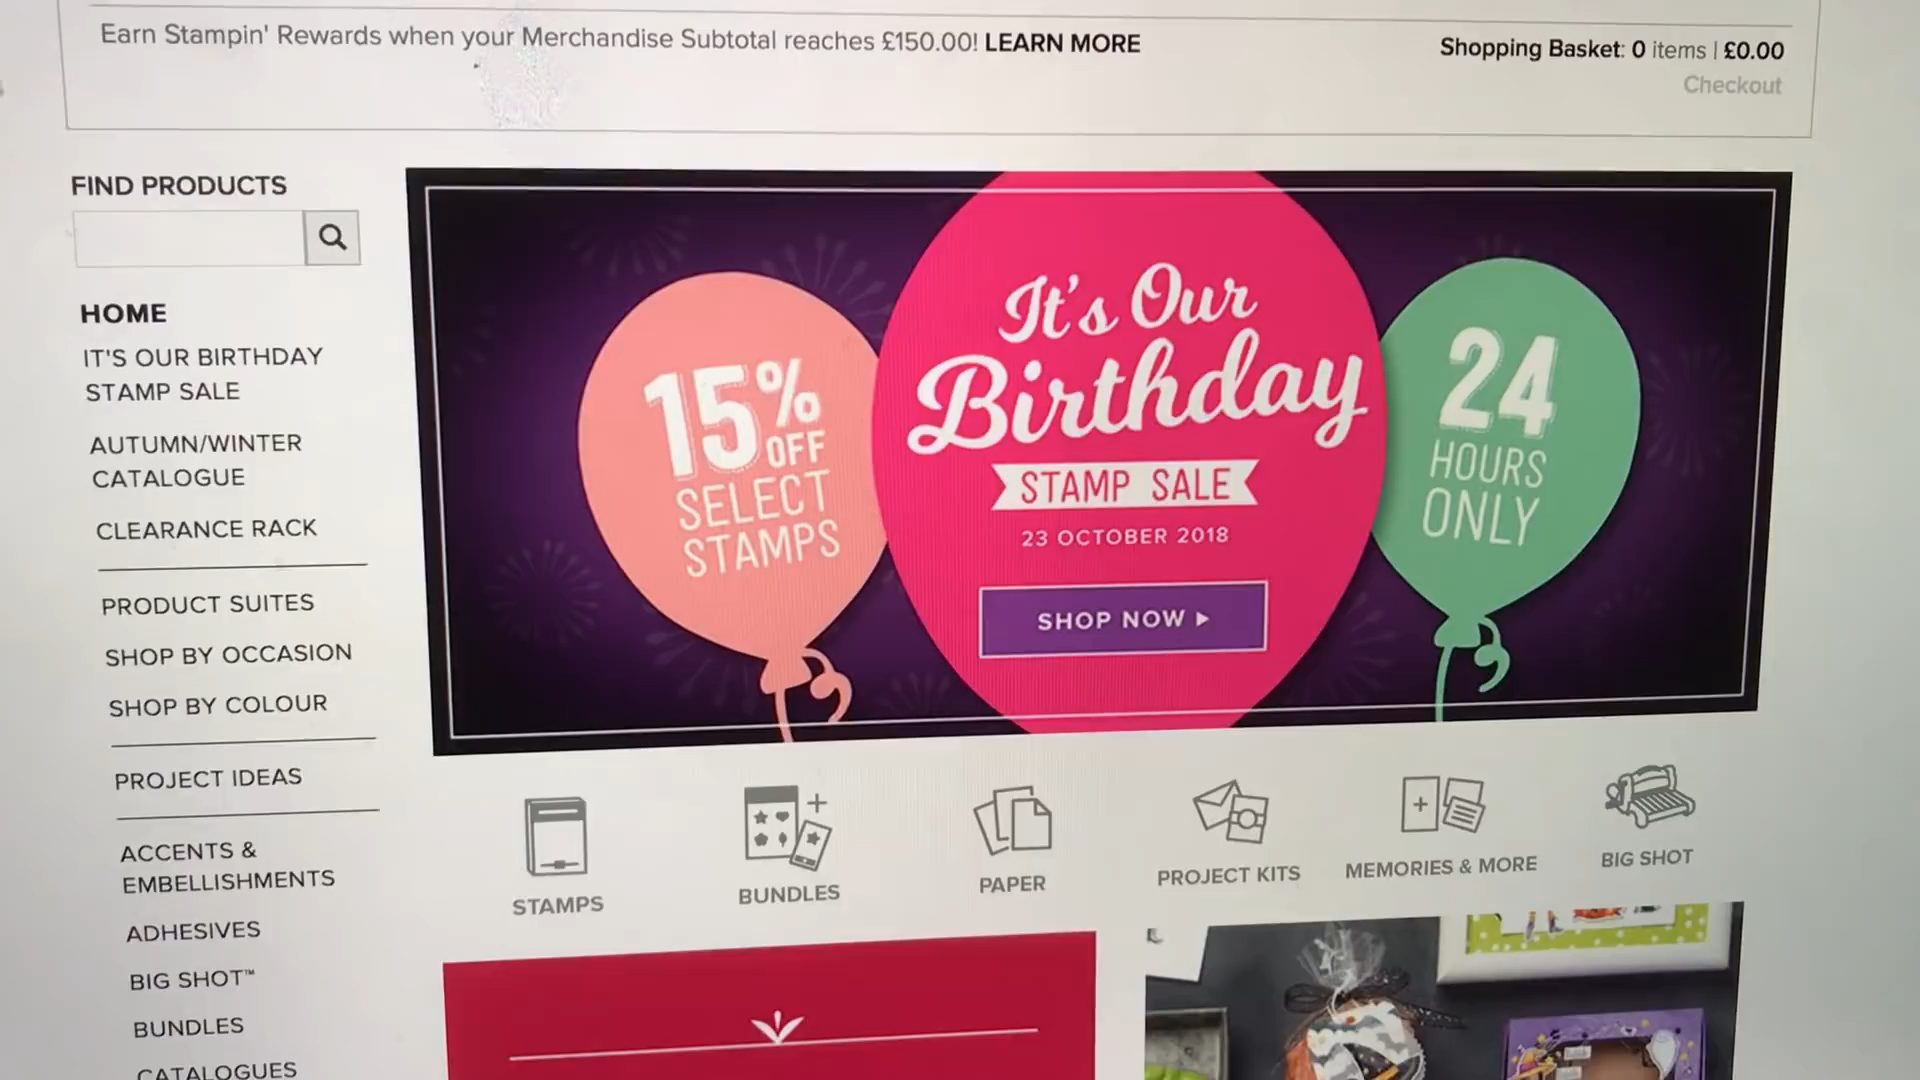 Earn Stampin' Rewards when your Merchandise Subtotal reaches £150.00! LEARN MORE
Shopping Basket: 0 items | £0.00
Checkout
FIND PRODUCTS
HOME
IT'S OUR BIRTHDAY
STAMP SALE
AUTUMN/WINTER
CATALOGUE
CLEARANCE RACK
PRODUCT SUITES
SHOP BY OCCASION
SHOP BY COLOUR
PROJECT IDEAS
ACCENTS &
EMBELLISHMENTS
ADHESIVES
BIG SHOT™
BUNDLES
CATALOGUES
15%
OFF
SELECT
STAMPS
It's Our
Birthday
STAMP SALE
23 OCTOBER 2018
SHOP NOW ►
24
HOURS
ONLY
STAMPS
BUNDLES
PAPER
PROJECT KITS
MEMORIES & MORE
BIG SHOT